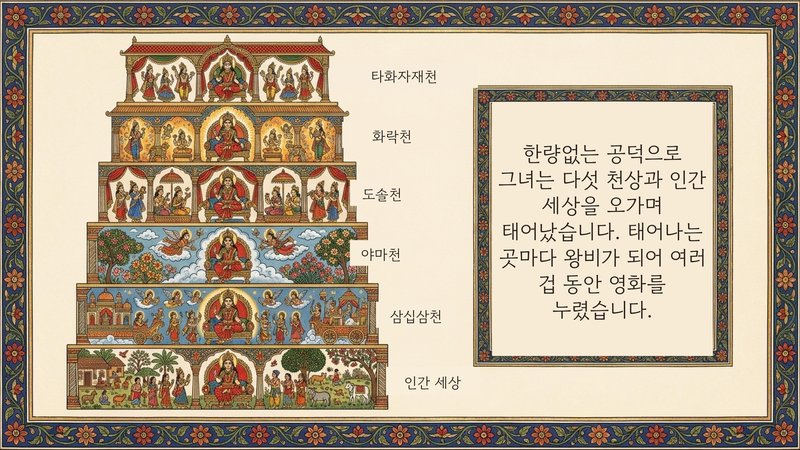 타화자재천
화락천
도솔천
야마천
삼십삼천
인간 세상
한량없는 공덕으로
그녀는 다섯 천상과 인간
세상을 오가며
태어났습니다. 태어나는
곳마다 왕비가 되어 여러
겁 동안 영화를
누렸습니다.